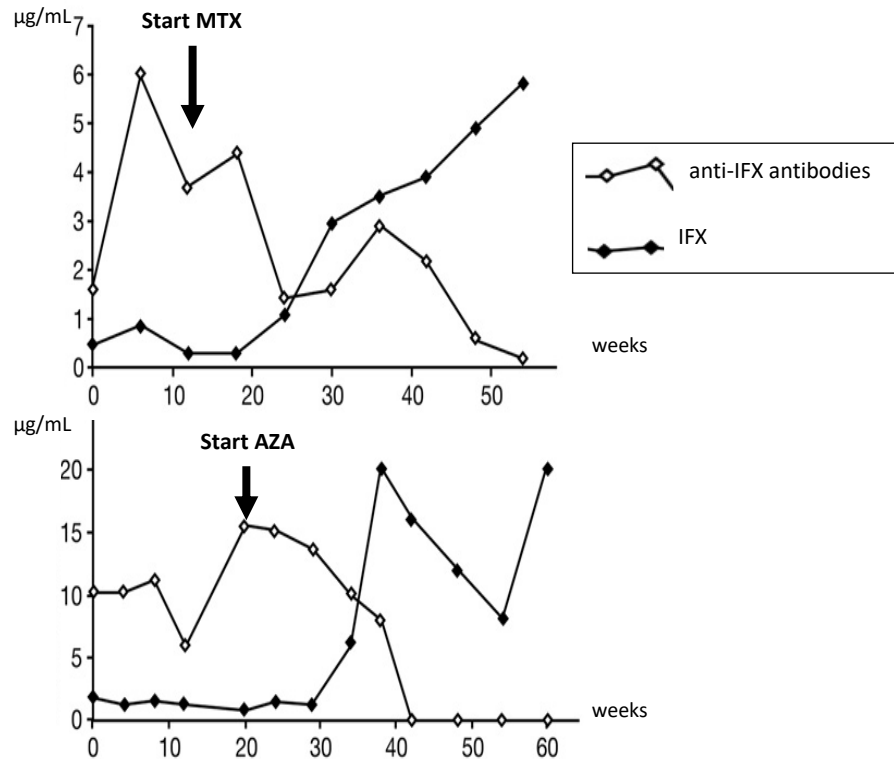 µg/mL
Start MTX
7
6
5
4
3
2
1
0
0 10 20 30 40 50
weeks
anti-IFX antibodies
IFX
µg/mL
Start AZA
20
15
10
5
0
0 10 20 30 40 50 60
weeks